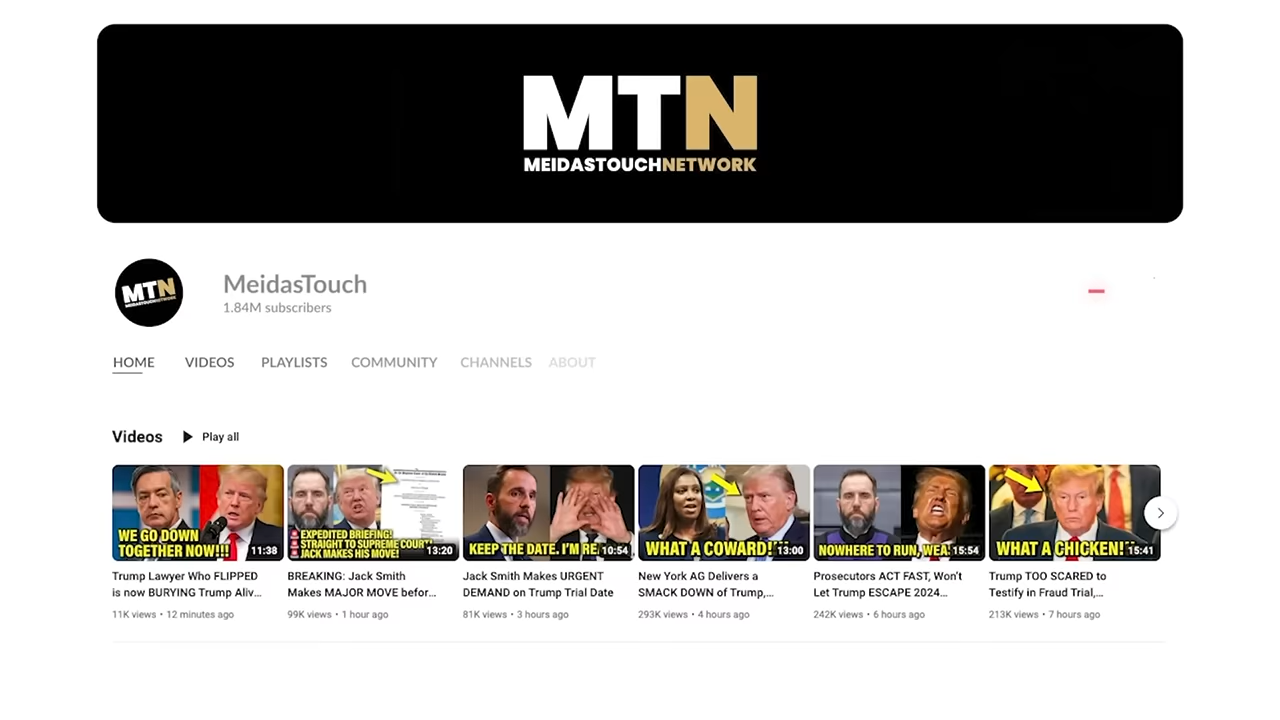 MTN
MEIDASTOUCHNETWORK
MTN
MEIDASTOUCHNETWORK
MeidasTouch
1.84M subscribers
HOME VIDEOS PLAYLISTS COMMUNITY CHANNELS ABOUT
Videos Play all
WE GO DOWN
TOGETHER NOW!!!
11:38
EXPEDITED BRIEFING!
STRAIGHT TO SUPREME COURT
JACK MAKES HIS MOVE!
13:20
KEEP THE DATE. I'M RE
10:54
WHAT A COWARD!
13:00
NOWHERE TO RUN, WEA
15:54
WHAT A CHICKEN!
15:41
Trump Lawyer Who FLIPPED
is now BURYING Trump Aliv...
11K views • 12 minutes ago
BREAKING: Jack Smith
Makes MAJOR MOVE befor...
99K views • 1 hour ago
Jack Smith Makes URGENT
DEMAND on Trump Trial Date
81K views • 3 hours ago
New York AG Delivers a
SMACK DOWN of Trump,...
293K views • 4 hours ago
Prosecutors ACT FAST, Won't
Let Trump ESCAPE 2024...
242K views • 6 hours ago
Trump TOO SCARED to
Testify in Fraud Trial,...
213K views • 7 hours ago